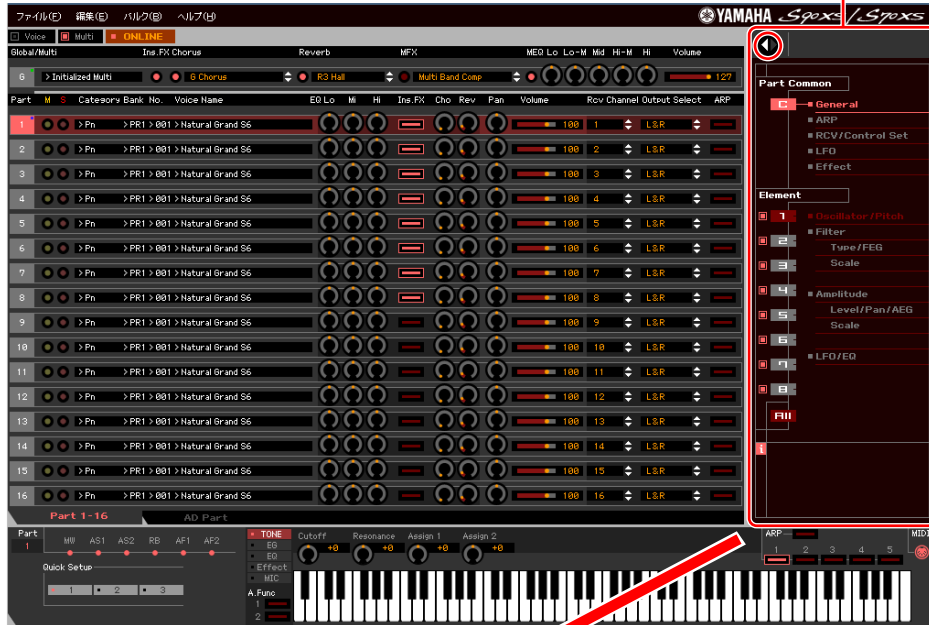 ファイル(F) 編集(E) バルク(B) ヘルプ(H) YAMAHA S90XS/S70XS
Voice Multi ONLINE
Global/Multi Ins.FX Chorus Reverb MFX MEQ Lo Lo-M Mid Hi-M Hi Volume
G > Initialized Multi G Chorus R3 Hall Multi Band Comp 127
Part M S Category Bank No. Voice Name EQ Lo Mi Hi Ins.FX Cho Rev Pan Volume Rcv Channel Output Select ARP
1 > Pn > PR1 > 001 > Natural Grand S6 100 1 L&R
2 > Pn > PR1 > 001 > Natural Grand S6 100 2 L&R
3 > Pn > PR1 > 001 > Natural Grand S6 100 3 L&R
4 > Pn > PR1 > 001 > Natural Grand S6 100 4 L&R
5 > Pn > PR1 > 001 > Natural Grand S6 100 5 L&R
6 > Pn > PR1 > 001 > Natural Grand S6 100 6 L&R
7 > Pn > PR1 > 001 > Natural Grand S6 100 7 L&R
8 > Pn > PR1 > 001 > Natural Grand S6 100 8 L&R
9 > Pn > PR1 > 001 > Natural Grand S6 100 9 L&R
10 > Pn > PR1 > 001 > Natural Grand S6 100 10 L&R
11 > Pn > PR1 > 001 > Natural Grand S6 100 11 L&R
12 > Pn > PR1 > 001 > Natural Grand S6 100 12 L&R
13 > Pn > PR1 > 001 > Natural Grand S6 100 13 L&R
14 > Pn > PR1 > 001 > Natural Grand S6 100 14 L&R
15 > Pn > PR1 > 001 > Natural Grand S6 100 15 L&R
16 > Pn > PR1 > 001 > Natural Grand S6 100 16 L&R
Part 1-16 AD Part
Part Common
C General
ARP
RCV/Control Set
LFO
Effect
Element
1 Oscillator/Pitch
Filter
2 Type/FEG
3 Scale
4 Amplitude
Level/Pan/AEG
5 Scale
6
LFO/EQ
7
8
All
i
Part MW AS1 AS2 RB AF1 AF2
1
Quick Setup
1 2 3
TONE
EG
EQ
Effect
MIC
A.Func
1
2
Cutoff Resonance Assign 1 Assign 2
+0 +0 +0 +0
ARP MIDI
1 2 3 4 5